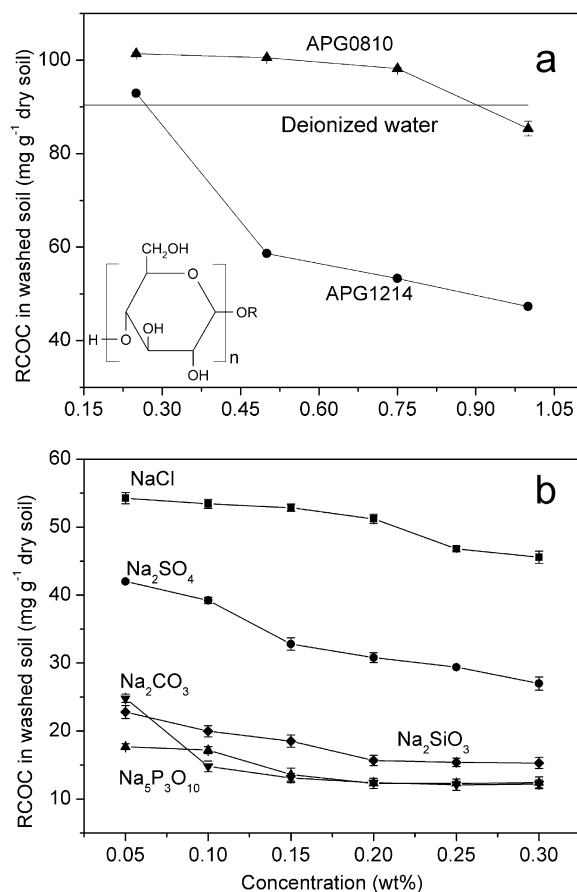 a
APG0810
Deionized water
APG1214
CH₂OH
O
OR
H
O
OH
OH
n
RCOC in washed soil (mg g⁻¹ dry soil)
100
80
60
40
0.15 0.30 0.45 0.60 0.75 0.90 1.05
b
NaCl
Na₂SO₄
Na₂CO₃
Na₂SiO₃
Na₅P₃O₁₀
RCOC in washed soil (mg g⁻¹ dry soil)
60
50
40
30
20
10
0.05 0.10 0.15 0.20 0.25 0.30
Concentration (wt%)